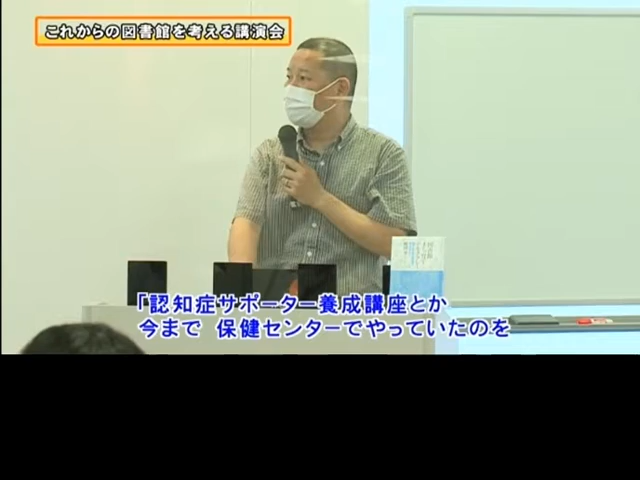 これからの図書館を考える講演会
「認知症サポーター養成講座とか
今まで 保健センターでやっていたのを